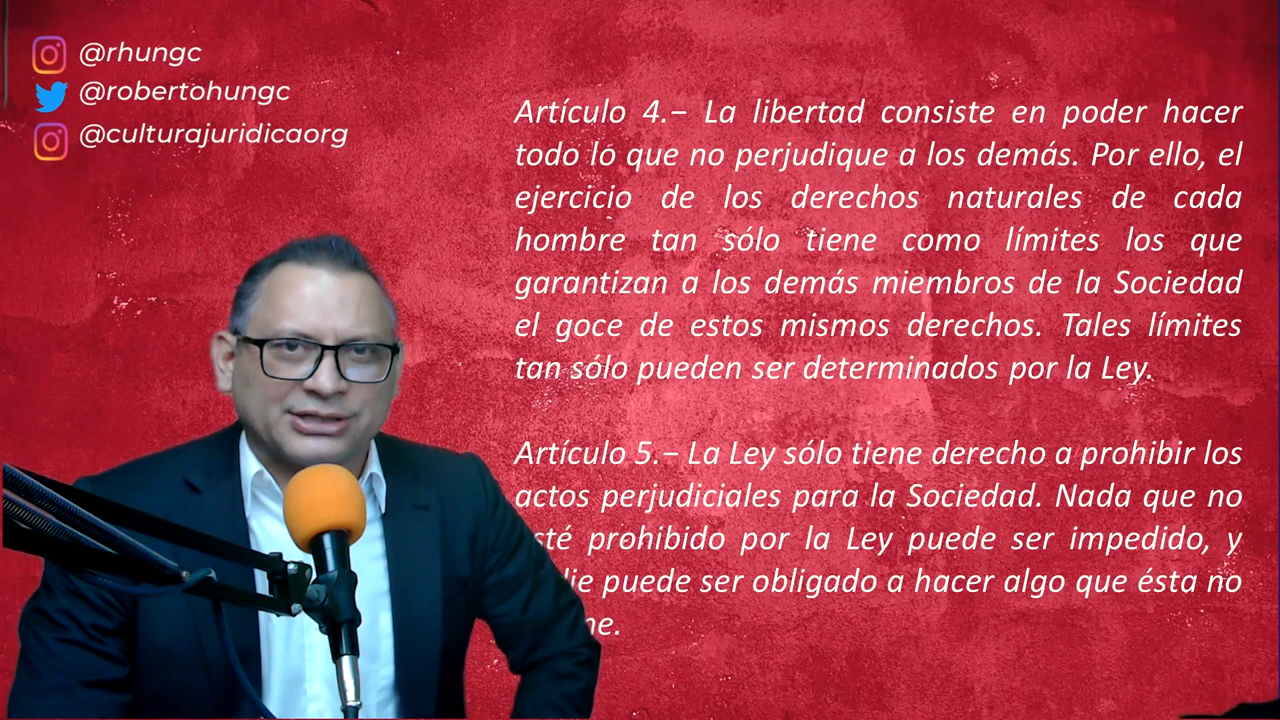 @rhungc
@robertohungc
@culturajuridicaorg
Artículo 4.– La libertad consiste en poder hacer
todo lo que no perjudique a los demás. Por ello, el
ejercicio de los derechos naturales de cada
hombre tan sólo tiene como límites los que
garantizan a los demás miembros de la Sociedad
el goce de estos mismos derechos. Tales límites
tan sólo pueden ser determinados por la Ley.
Artículo 5.– La Ley sólo tiene derecho a prohibir los
actos perjudiciales para la Sociedad. Nada que no
prohibido por la Ley puede ser impedido, y
puede ser obligado a hacer algo que ésta no